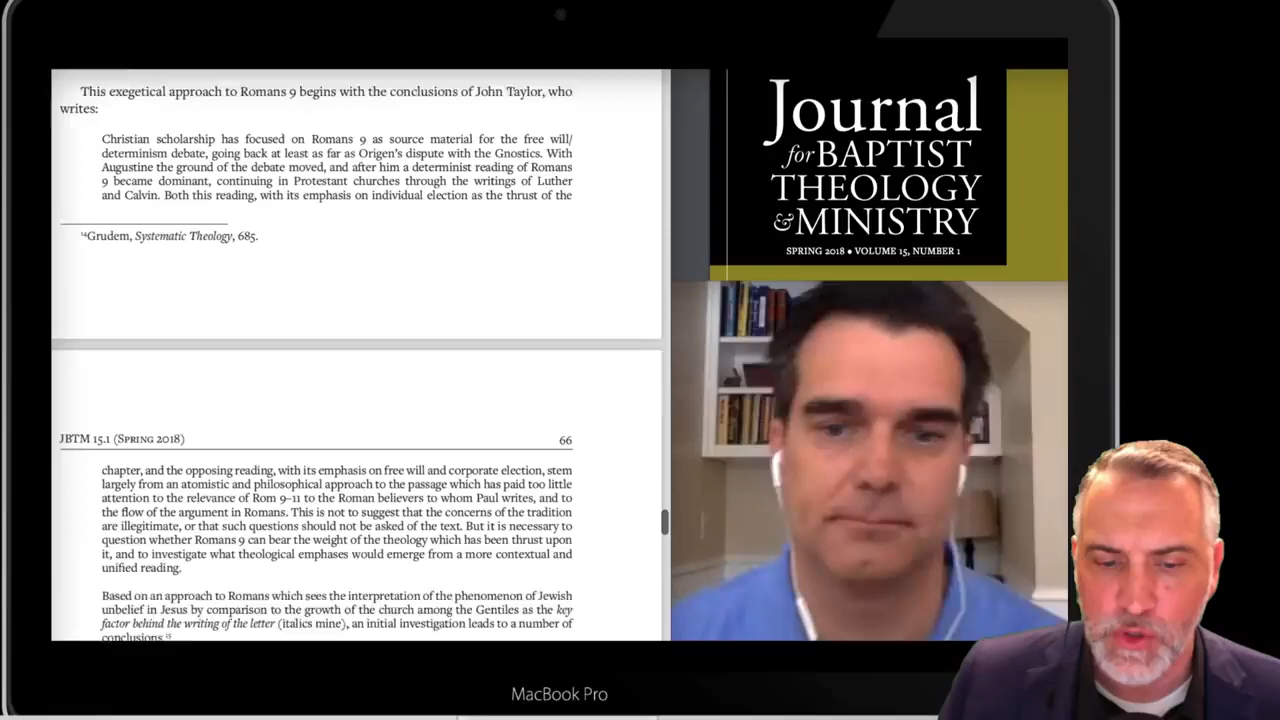 This exegetical approach to Romans 9 begins with the conclusions of John Taylor, who
writes:
Christian scholarship has focused on Romans 9 as source material for the free will/
determinism debate, going back at least as far as Origen's dispute with the Gnostics. With
Augustine the ground of the debate moved, and after him a determinist reading of Romans
9 became dominant, continuing in Protestant churches through the writings of Luther
and Calvin. Both this reading, with its emphasis on individual election as the thrust of the
¹⁴Grudem, Systematic Theology, 685.
JBTM 15.1 (Spring 2018) 66
chapter, and the opposing reading, with its emphasis on free will and corporate election, stem
largely from an atomistic and philosophical approach to the passage which has paid too little
attention to the relevance of Rom 9–11 to the Roman believers to whom Paul writes, and to
the flow of the argument in Romans. This is not to suggest that the concerns of the tradition
are illegitimate, or that such questions should not be asked of the text. But it is necessary to
question whether Romans 9 can bear the weight of the theology which has been thrust upon
it, and to investigate what theological emphases would emerge from a more contextual and
unified reading.
Based on an approach to Romans which sees the interpretation of the phenomenon of Jewish
unbelief in Jesus by comparison to the growth of the church among the Gentiles as the key
factor behind the writing of the letter (italics mine), an initial investigation leads to a number of
conclusions.¹⁵
Journal
for BAPTIST
THEOLOGY
& MINISTRY
SPRING 2018 • VOLUME 15, NUMBER 1
MacBook Pro